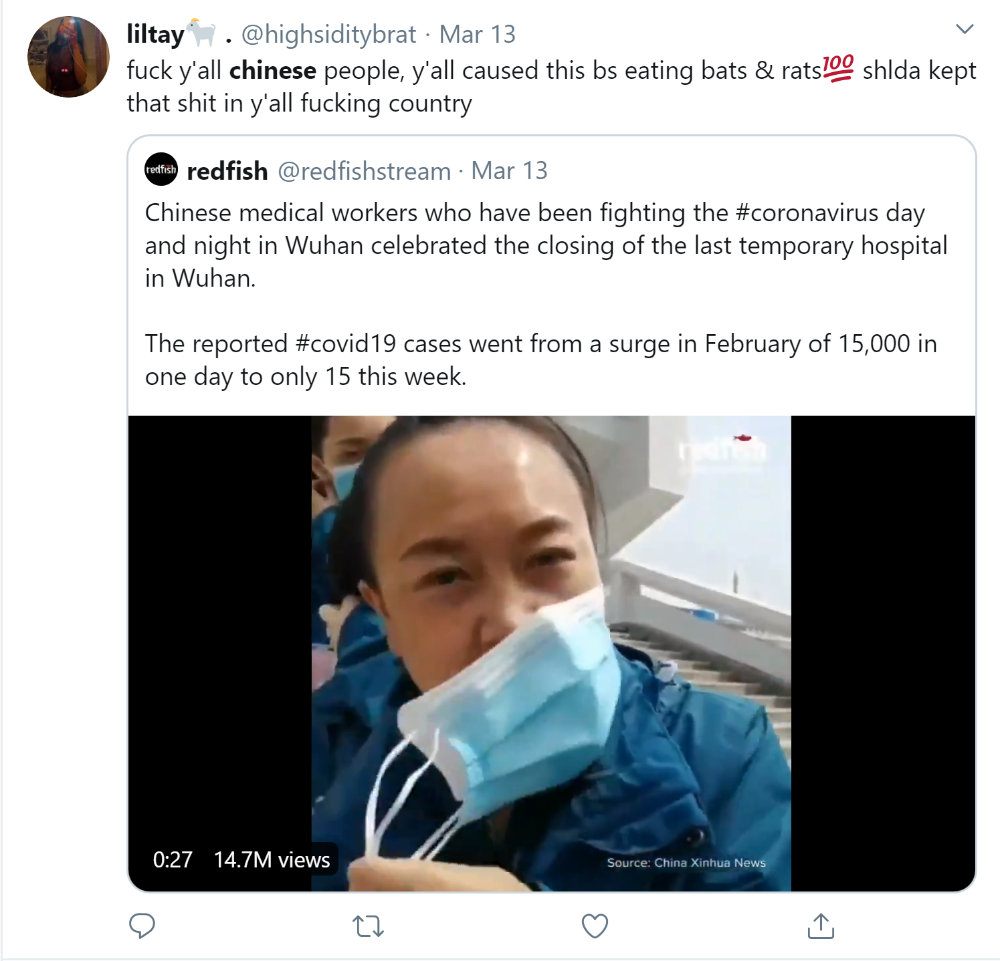 liltay🐐 . @highsiditybrat · Mar 13
fuck y'all chinese people, y'all caused this bs eating bats & rats💯 shlda kept
that shit in y'all fucking country
redfish
redfish @redfishstream · Mar 13
Chinese medical workers who have been fighting the #coronavirus day
and night in Wuhan celebrated the closing of the last temporary hospital
in Wuhan.
The reported #covid19 cases went from a surge in February of 15,000 in
one day to only 15 this week.
redfish
0:27 14.7M views
Source: China Xinhua News